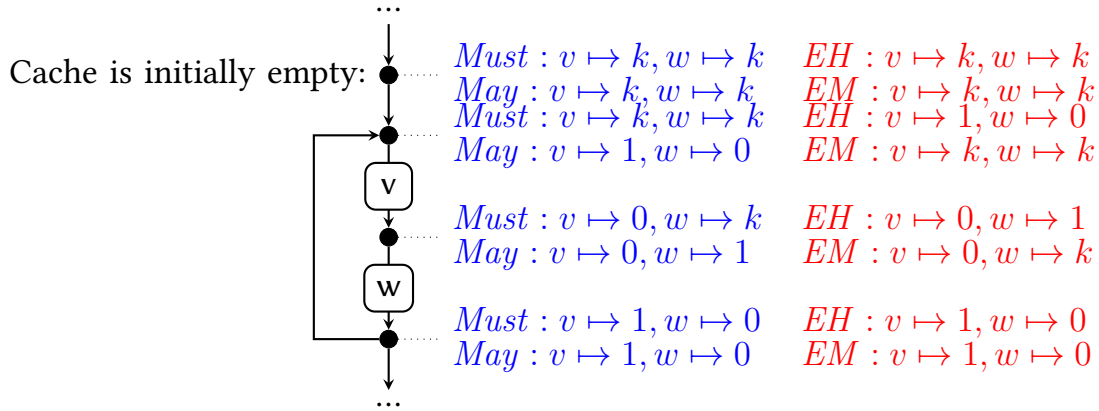 ...
Must : v ↦ k, w ↦ k EH : v ↦ k, w ↦ k
Cache is initially empty:
May : v ↦ k, w ↦ k EM : v ↦ k, w ↦ k
Must : v ↦ k, w ↦ k EH : v ↦ 1, w ↦ 0
May : v ↦ 1, w ↦ 0 EM : v ↦ k, w ↦ k
v
Must : v ↦ 0, w ↦ k EH : v ↦ 0, w ↦ 1
May : v ↦ 0, w ↦ 1 EM : v ↦ 0, w ↦ k
w
Must : v ↦ 1, w ↦ 0 EH : v ↦ 1, w ↦ 0
May : v ↦ 1, w ↦ 0 EM : v ↦ 1, w ↦ 0
...